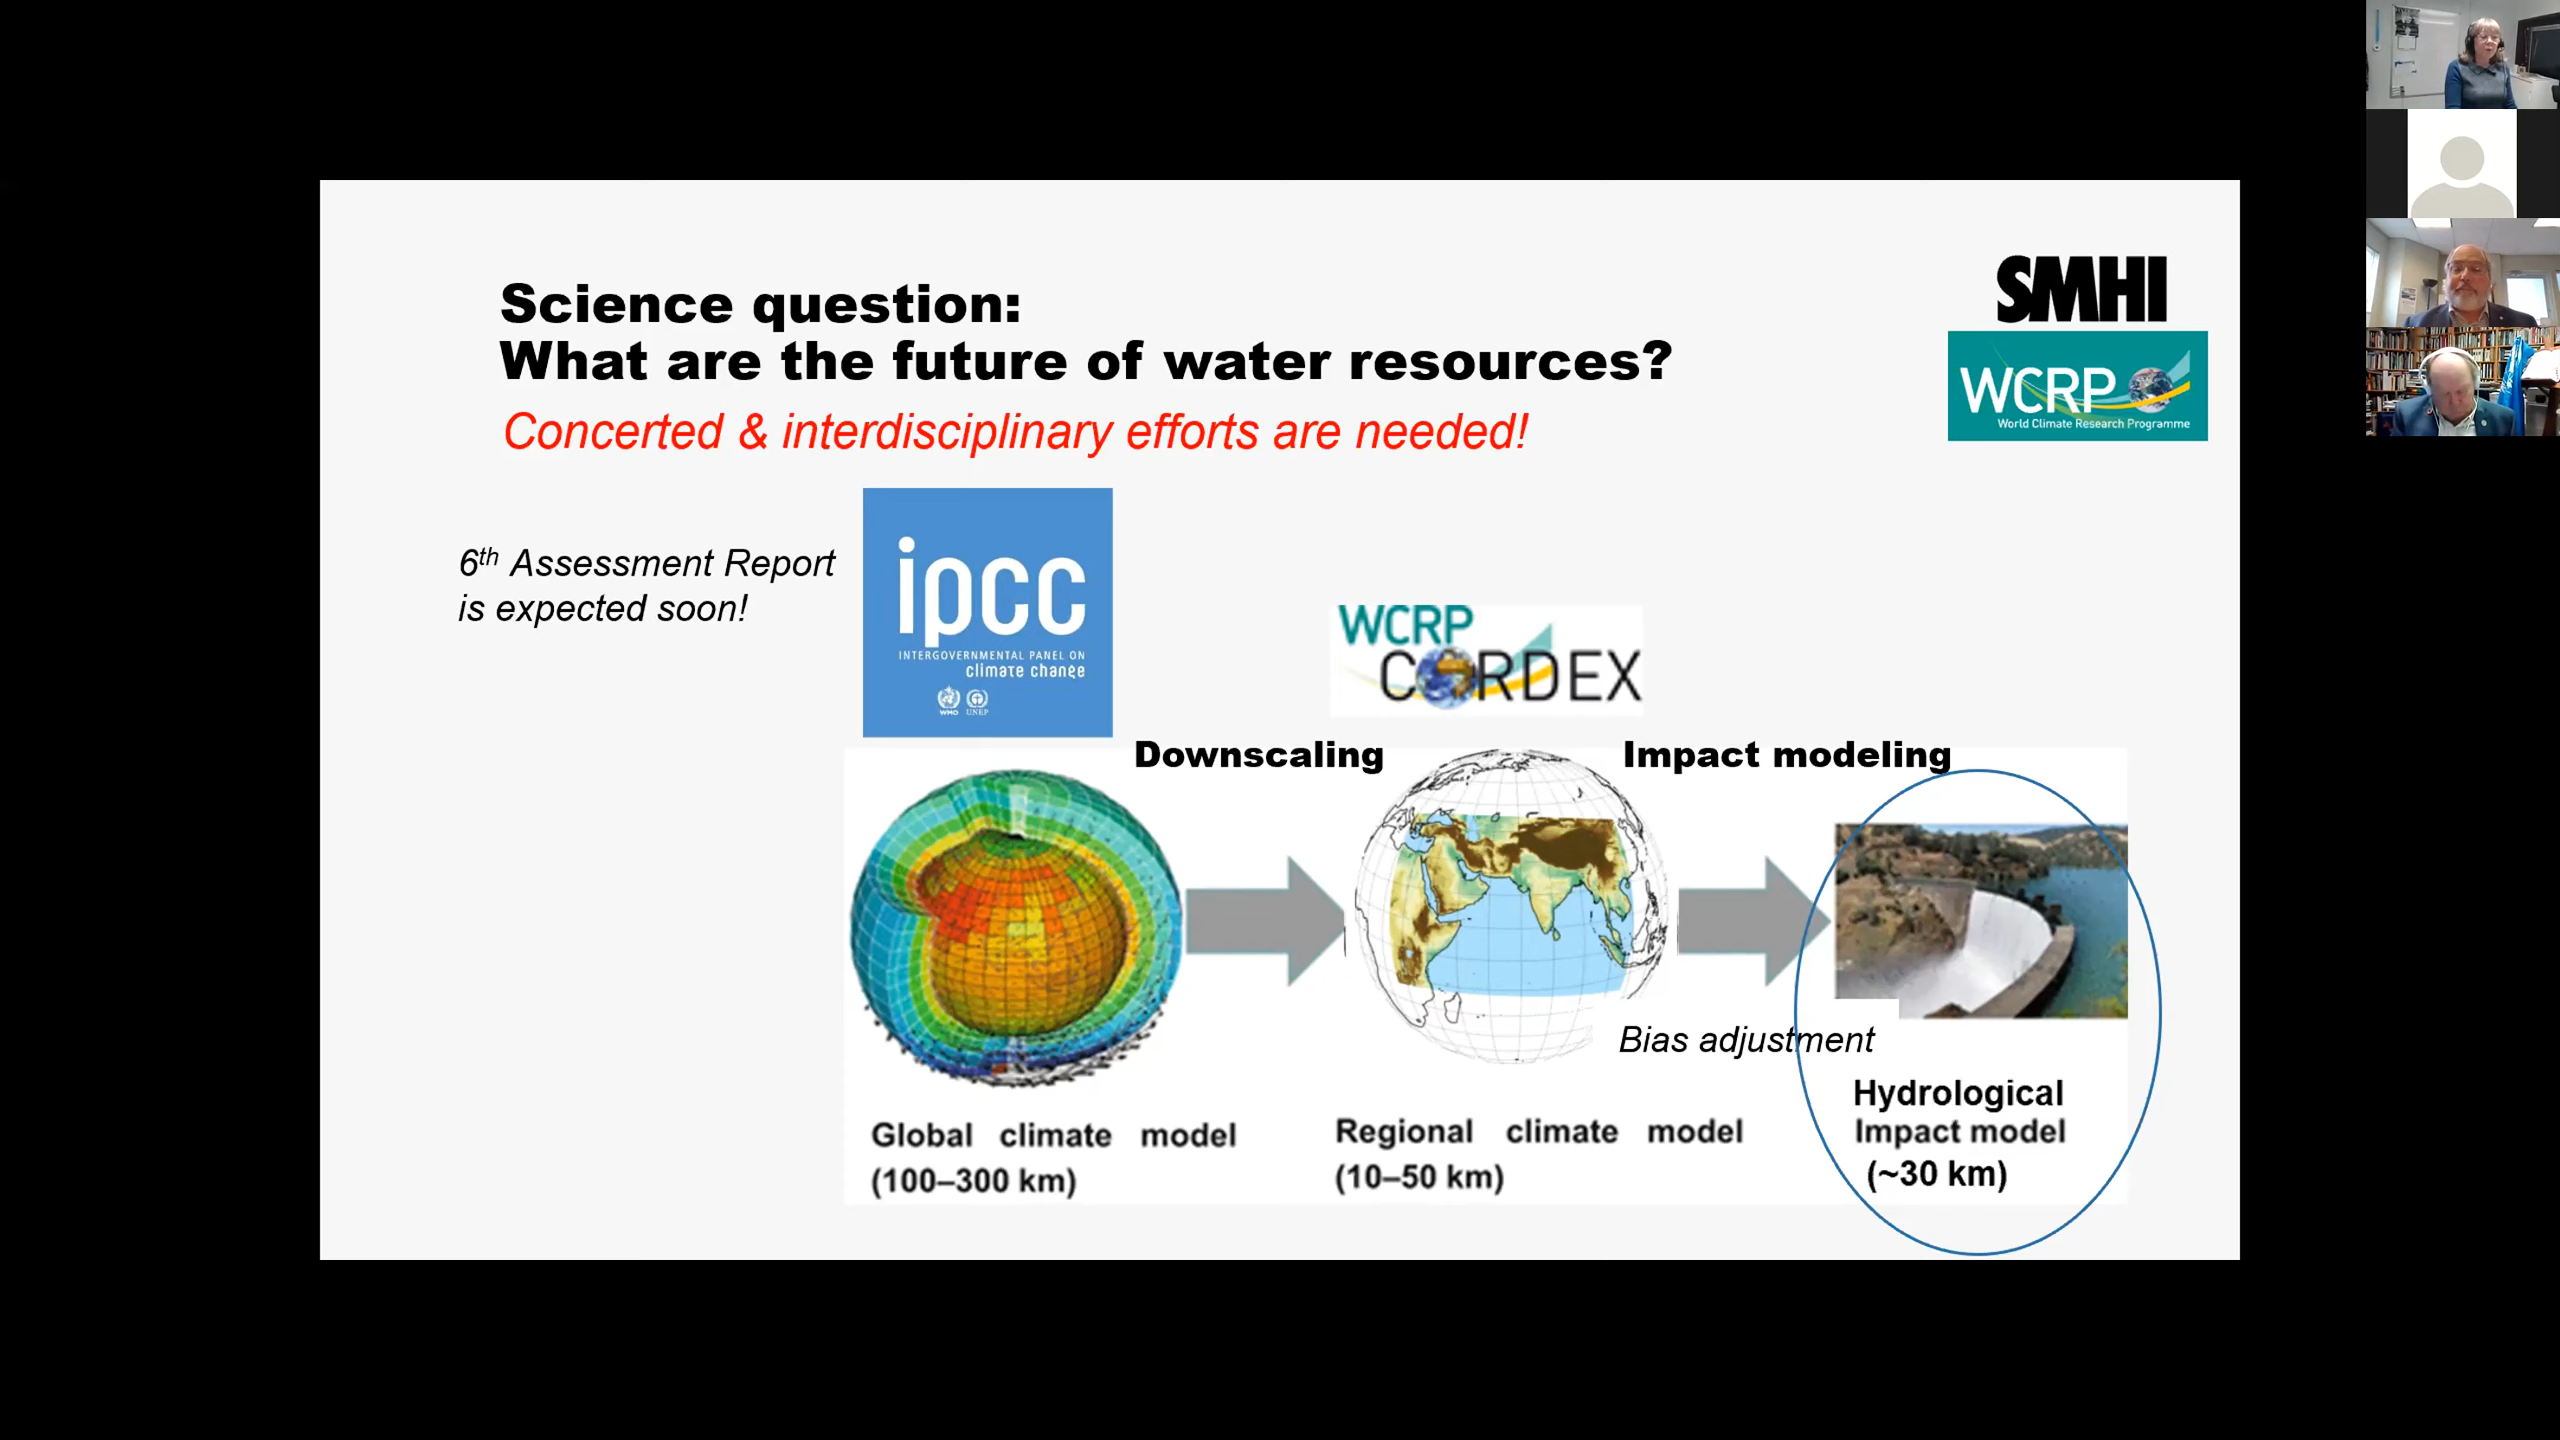 Science question:
What are the future of water resources?
Concerted & interdisciplinary efforts are needed!
SMHI
WCRP
World Climate Research Programme
6th Assessment Report
is expected soon!
ipcc
INTERGOVERNMENTAL PANEL ON
climate change
WMO UNEP
WCRP
CORDEX
Downscaling
Impact modeling
Bias adjustment
Global climate model
(100–300 km)
Regional climate model
(10–50 km)
Hydrological
Impact model
(~30 km)